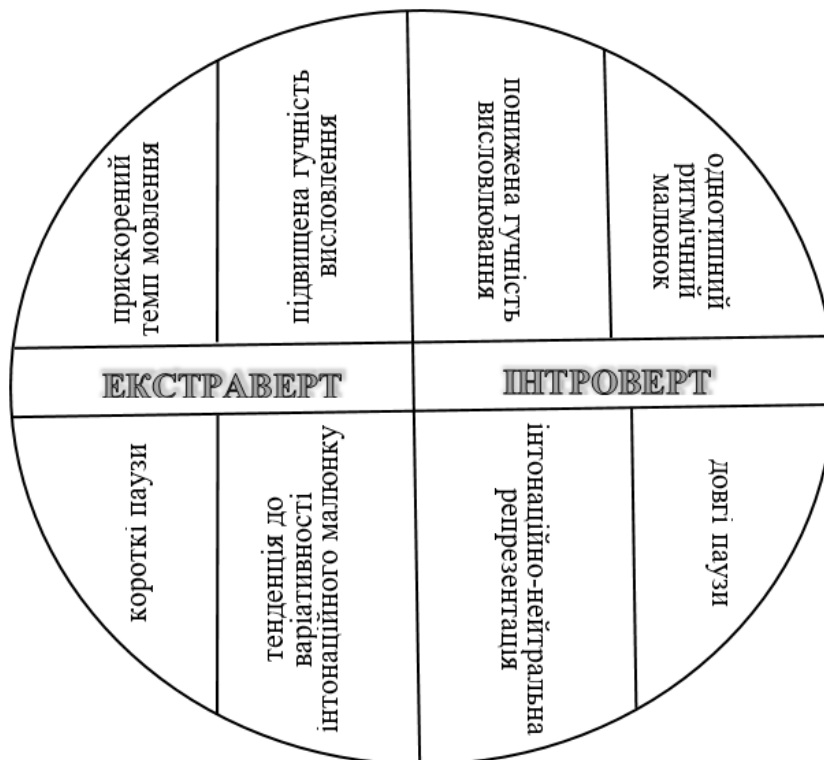 прискорений
темп мовлення
підвищена гучність
висловлення
понижена гучність
висловлювання
однотипний
ритмічний
малюнок
ЕКСТРАВЕРТ
ІНТРОВЕРТ
короткі паузи
тенденція до
варіативності
інтонаційного малюнку
інтонаційно-нейтральна
репрезентація
довгі паузи